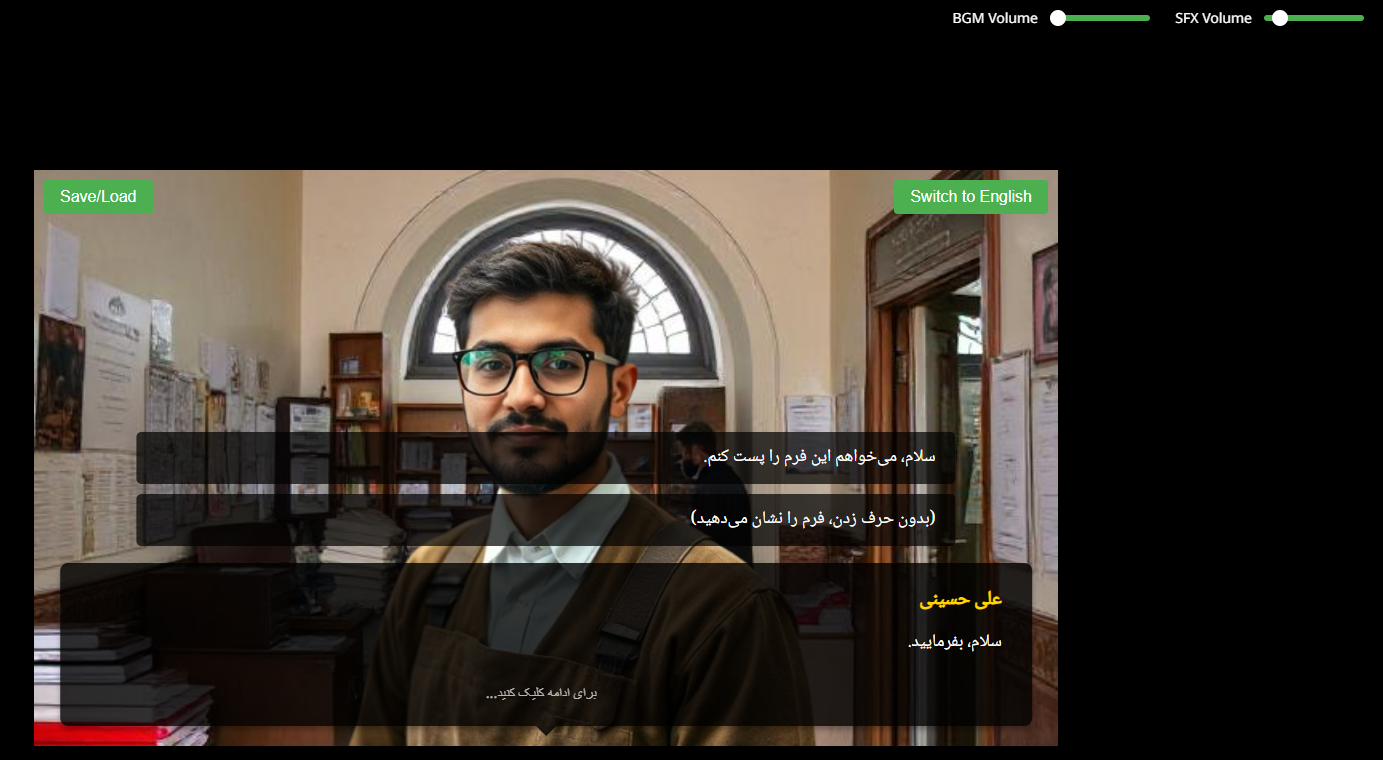 BGM Volume
SFX Volume
Save/Load
Switch to English
سلام، می‌خواهم این فرم را پست کنم.
(بدون حرف زدن، فرم را نشان می‌دهید)
علی حسینی
سلام، بفرمایید.
برای ادامه کلیک کنید...